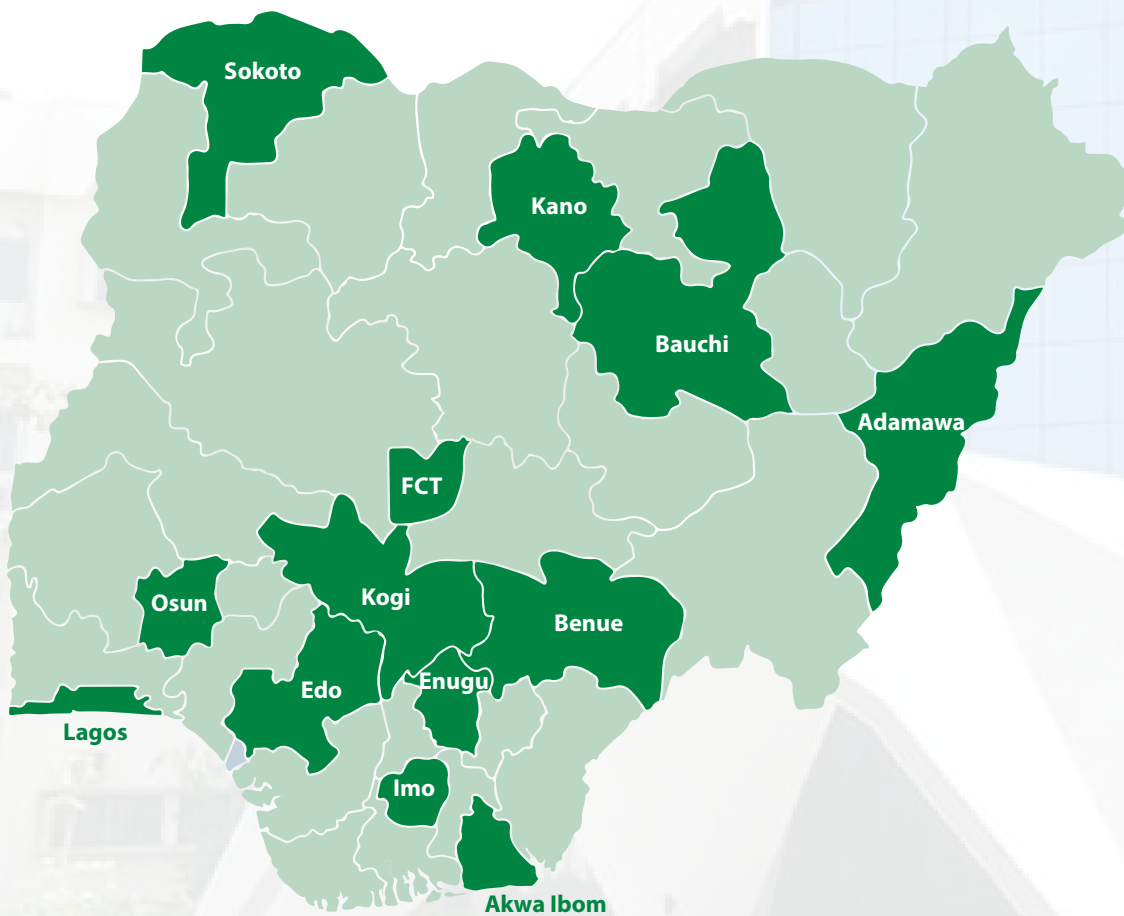 Sokoto
Kano
Bauchi
Adamawa
FCT
Osun
Kogi
Benue
Edo
Enugu
Lagos
Imo
Akwa Ibom